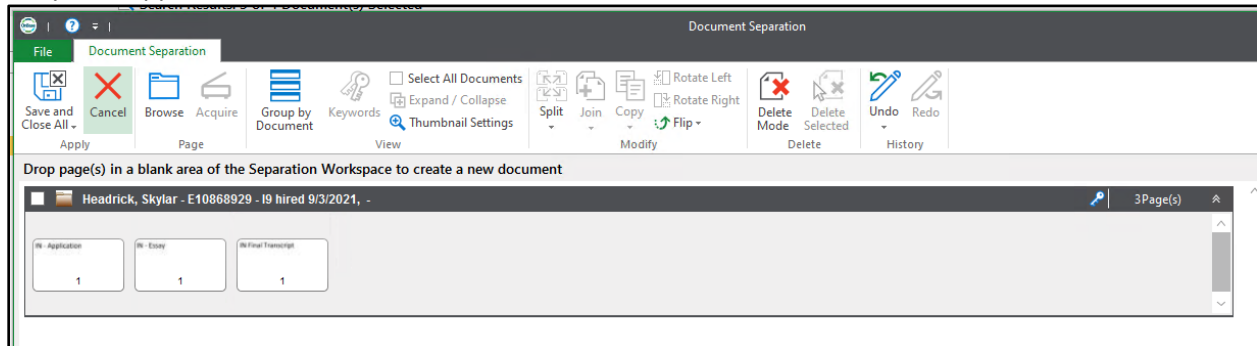 Document Separation
File Document Separation
Save and Close All
Cancel
Browse
Acquire
Group by Document
Keywords
Select All Documents
Expand / Collapse
Thumbnail Settings
Split
Join
Copy
Rotate Left
Rotate Right
Flip
Delete Mode
Delete Selected
Undo
Redo
Apply Page View Modify Delete History
Drop page(s) in a blank area of the Separation Workspace to create a new document
Headrick, Skylar - E10868929 - I9 hired 9/3/2021, - 3Page(s)
IN - Application IN - Essay IN Final Transcript
1 1 1